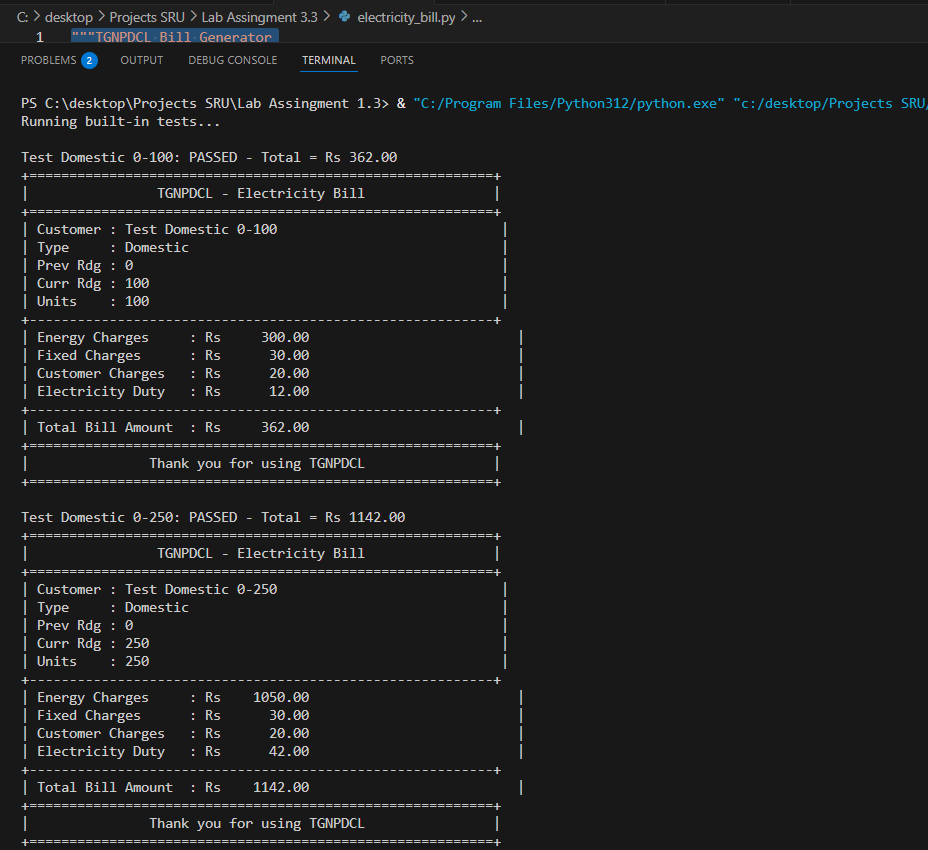 C: > desktop > Projects SRU > Lab Assingment 3.3 > electricity_bill.py > ...
1 """TGNPDCL Bill Generator
PROBLEMS 2 OUTPUT DEBUG CONSOLE TERMINAL PORTS
PS C:\desktop\Projects SRU\Lab Assingment 1.3> & "C:/Program Files/Python312/python.exe" "c:/desktop/Projects SRU/
Running built-in tests...
Test Domestic 0-100: PASSED - Total = Rs 362.00
+==========================================================+
|                TGNPDCL - Electricity Bill                |
+==========================================================+
| Customer : Test Domestic 0-100                            |
| Type     : Domestic                                       |
| Prev Rdg : 0                                              |
| Curr Rdg : 100                                            |
| Units    : 100                                            |
+----------------------------------------------------------+
| Energy Charges     : Rs     300.00                          |
| Fixed Charges      : Rs      30.00                          |
| Customer Charges   : Rs      20.00                          |
| Electricity Duty   : Rs      12.00                          |
+----------------------------------------------------------+
| Total Bill Amount  : Rs     362.00                          |
+==========================================================+
|               Thank you for using TGNPDCL                |
+==========================================================+
Test Domestic 0-250: PASSED - Total = Rs 1142.00
+==========================================================+
|                TGNPDCL - Electricity Bill                |
+==========================================================+
| Customer : Test Domestic 0-250                            |
| Type     : Domestic                                       |
| Prev Rdg : 0                                              |
| Curr Rdg : 250                                            |
| Units    : 250                                            |
+----------------------------------------------------------+
| Energy Charges     : Rs    1050.00                          |
| Fixed Charges      : Rs      30.00                          |
| Customer Charges   : Rs      20.00                          |
| Electricity Duty   : Rs      42.00                          |
+----------------------------------------------------------+
| Total Bill Amount  : Rs    1142.00                          |
+==========================================================+
|               Thank you for using TGNPDCL                |
+==========================================================+